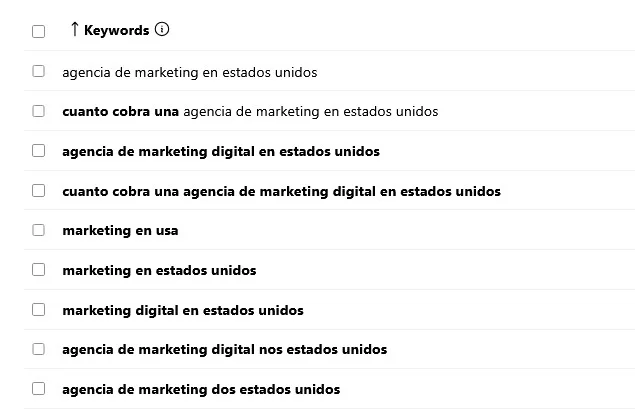 ↑ Keywords
agencia de marketing en estados unidos
cuanto cobra una agencia de marketing en estados unidos
agencia de marketing digital en estados unidos
cuanto cobra una agencia de marketing digital en estados unidos
marketing en usa
marketing en estados unidos
marketing digital en estados unidos
agencia de marketing digital nos estados unidos
agencia de marketing dos estados unidos